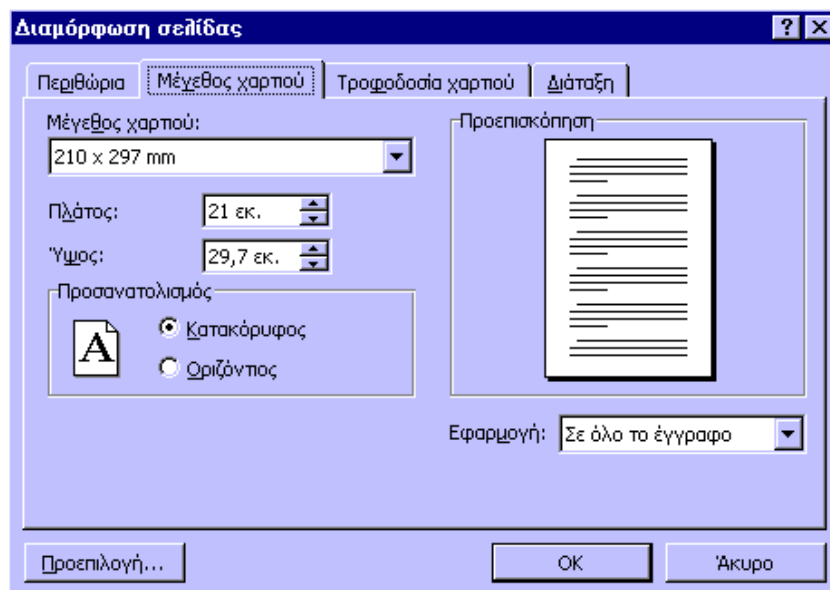 Διαμόρφωση σελίδας
Περιθώρια Μέγεθος χαρτιού Τροφοδοσία χαρτιού Διάταξη
Μέγεθος χαρτιού:
210 x 297 mm
Πλάτος: 21 εκ.
Ύψος: 29,7 εκ.
Προσανατολισμός
A
Κατακόρυφος
Οριζόντιος
Προεπισκόπηση
Εφαρμογή: Σε όλο το έγγραφο
Προεπιλογή... OK Άκυρο